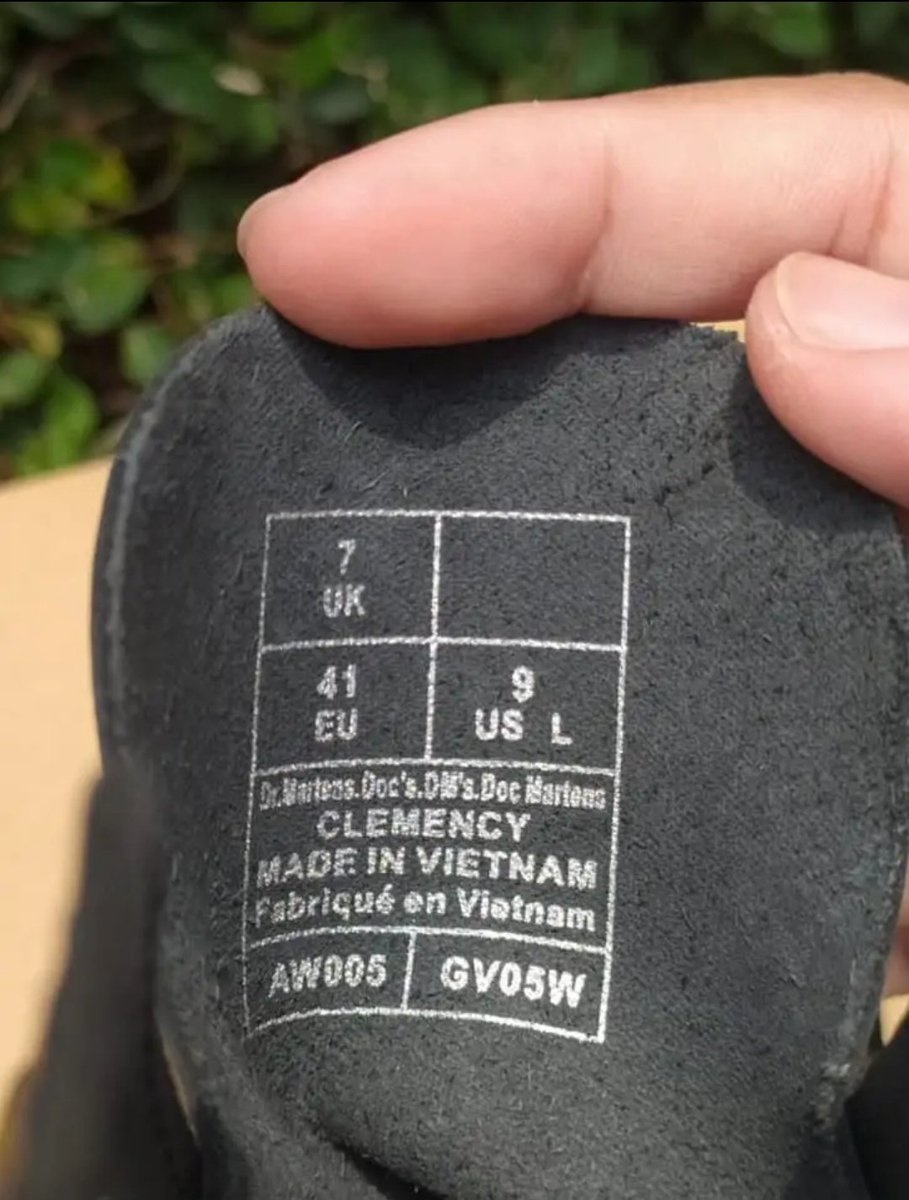 7
UK
41
EU
9
US L
Dr.Martens.Doc's.DM's.Doc Martens
CLEMENCY
MADE IN VIETNAM
Fabriqué en Vietnam
AW005
GV05W